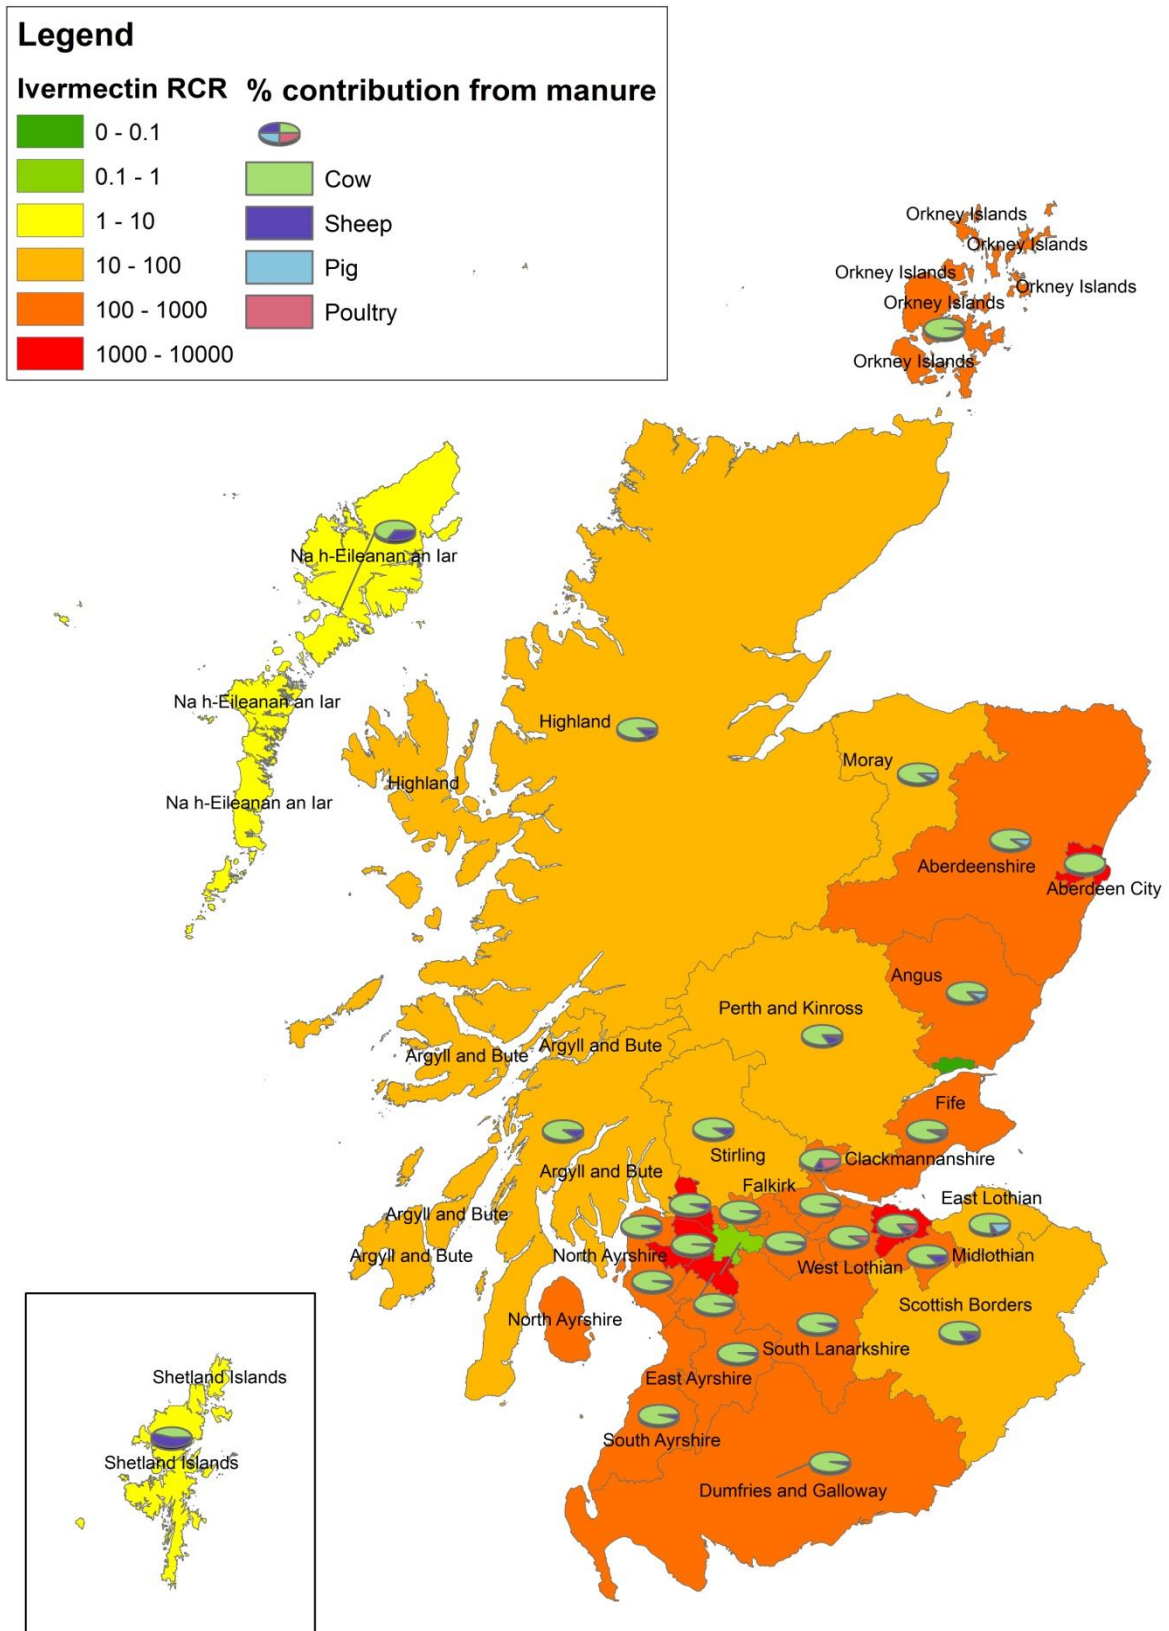 Legend
Ivermectin RCR
0 - 0.1
0.1 - 1
1 - 10
10 - 100
100 - 1000
1000 - 10000
% contribution from manure
Cow
Sheep
Pig
Poultry
Orkney Islands
Orkney Islands
Orkney Islands
Orkney Islands
Orkney Islands
Orkney Islands
Na h-Eileanan an Iar
Na h-Eileanan an Iar
Highland
Moray
Highland
Na h-Eileanan an Iar
Aberdeenshire
Aberdeen City
Angus
Perth and Kinross
Argyll and Bute
Argyll and Bute
Fife
Stirling
Clackmannanshire
Argyll and Bute
Falkirk
East Lothian
Argyll and Bute
Argyll and Bute
North Ayrshire
Midlothian
West Lothian
Scottish Borders
North Ayrshire
South Lanarkshire
East Ayrshire
Shetland Islands
South Ayrshire
Shetland Islands
Dumfries and Galloway